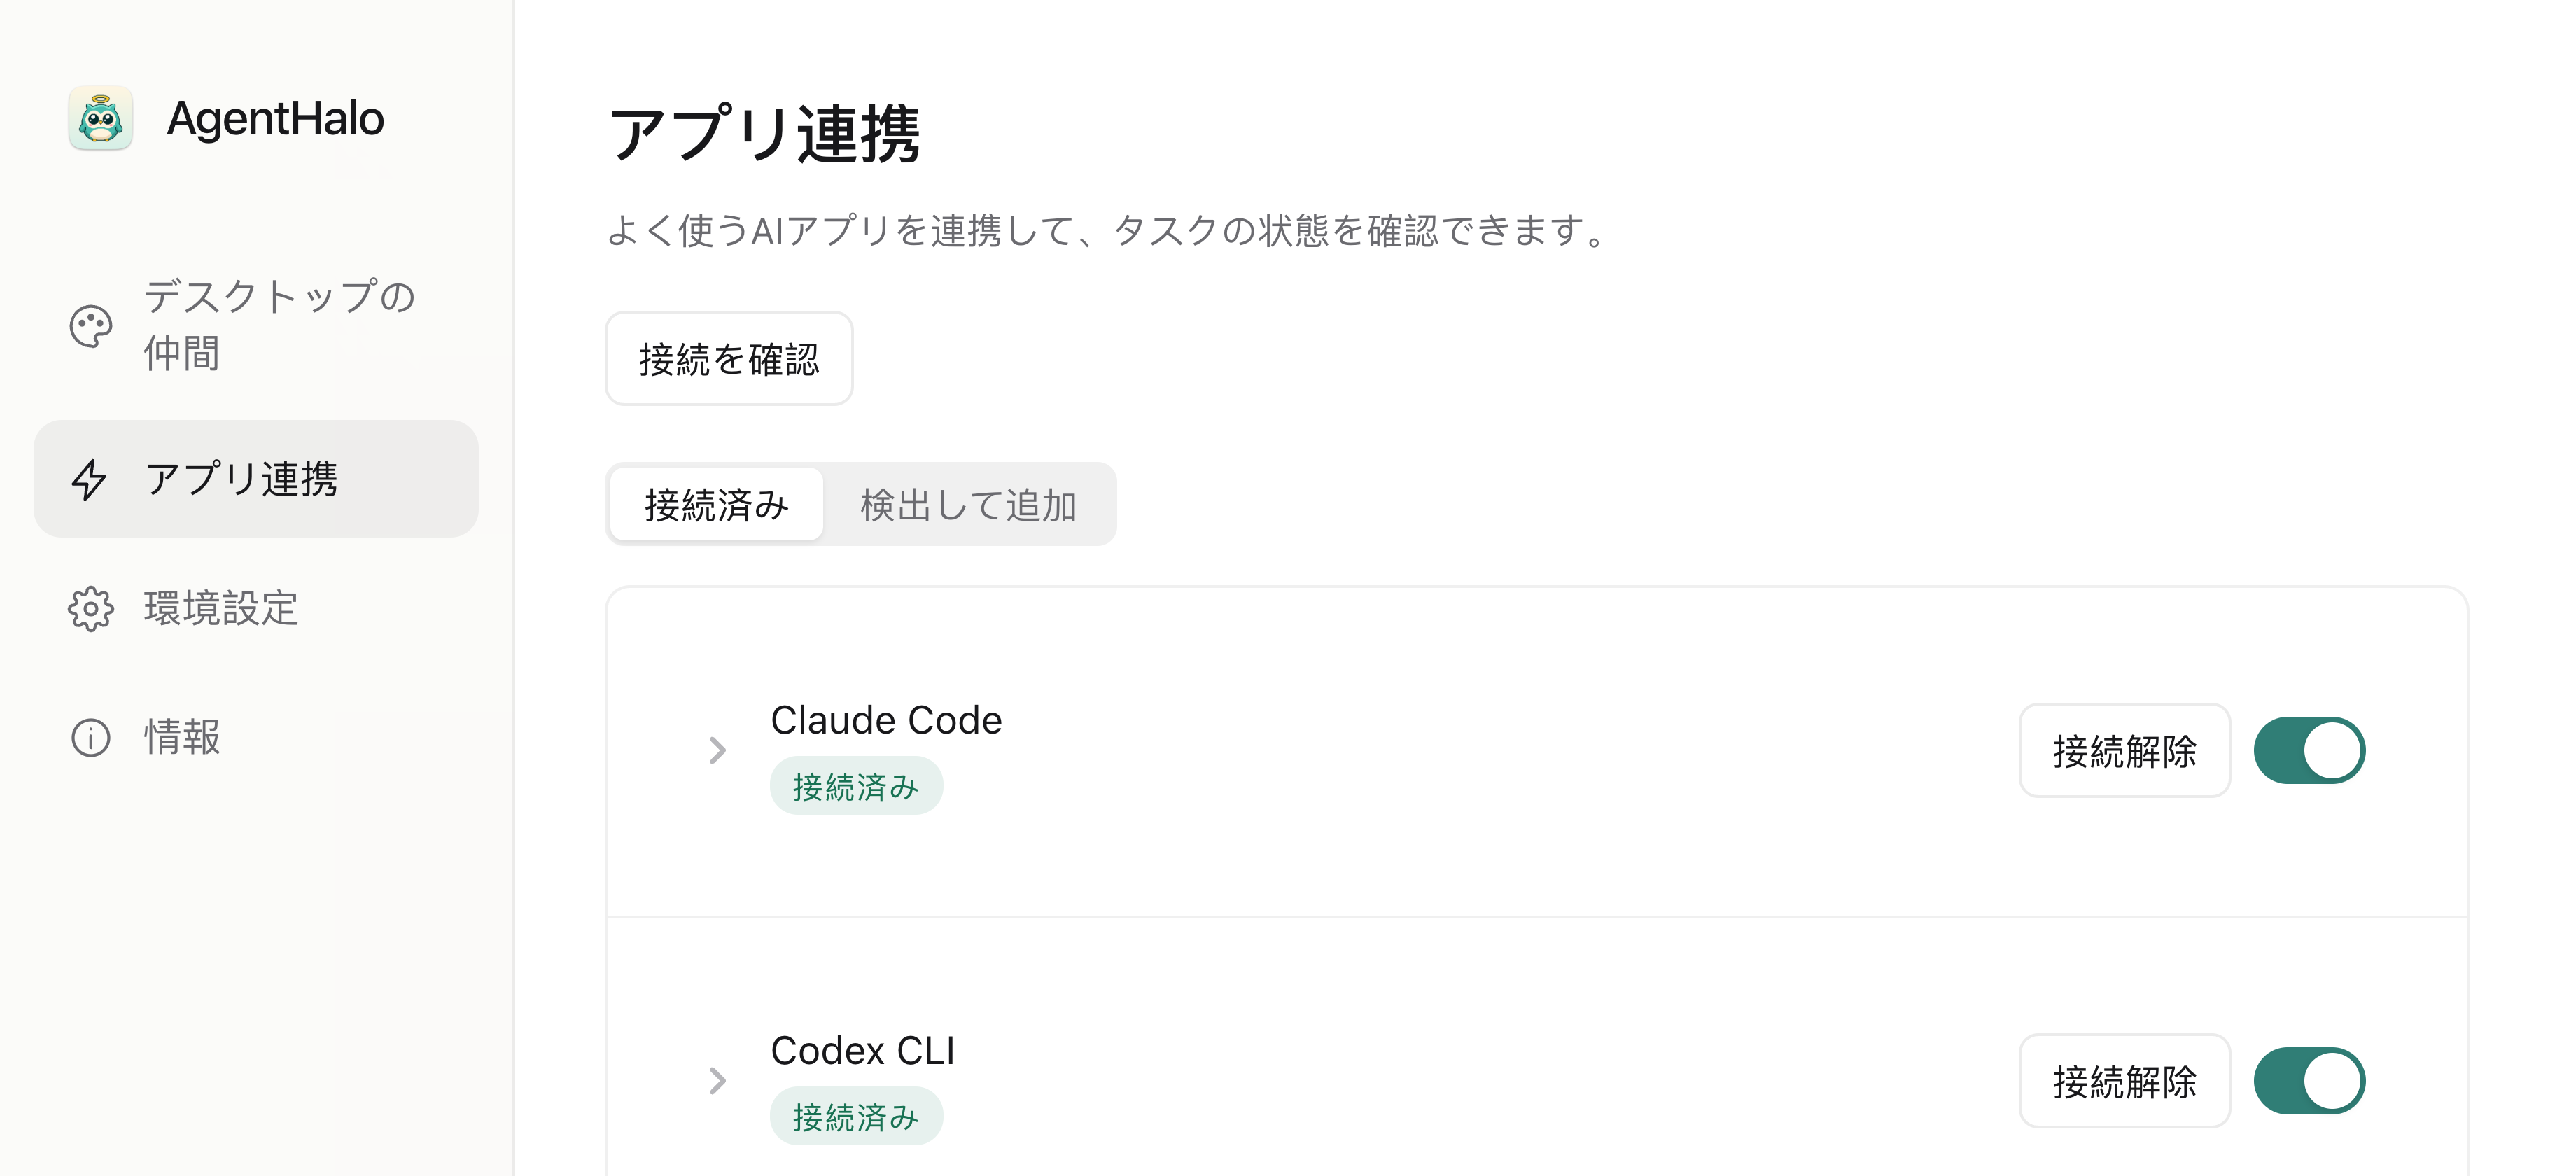 AgentHalo
デスクトップの
仲間
アプリ連携
環境設定
情報
アプリ連携
よく使うAIアプリを連携して、タスクの状態を確認できます。
接続を確認
接続済み 検出して追加
Claude Code
接続済み
接続解除
Codex CLI
接続済み
接続解除